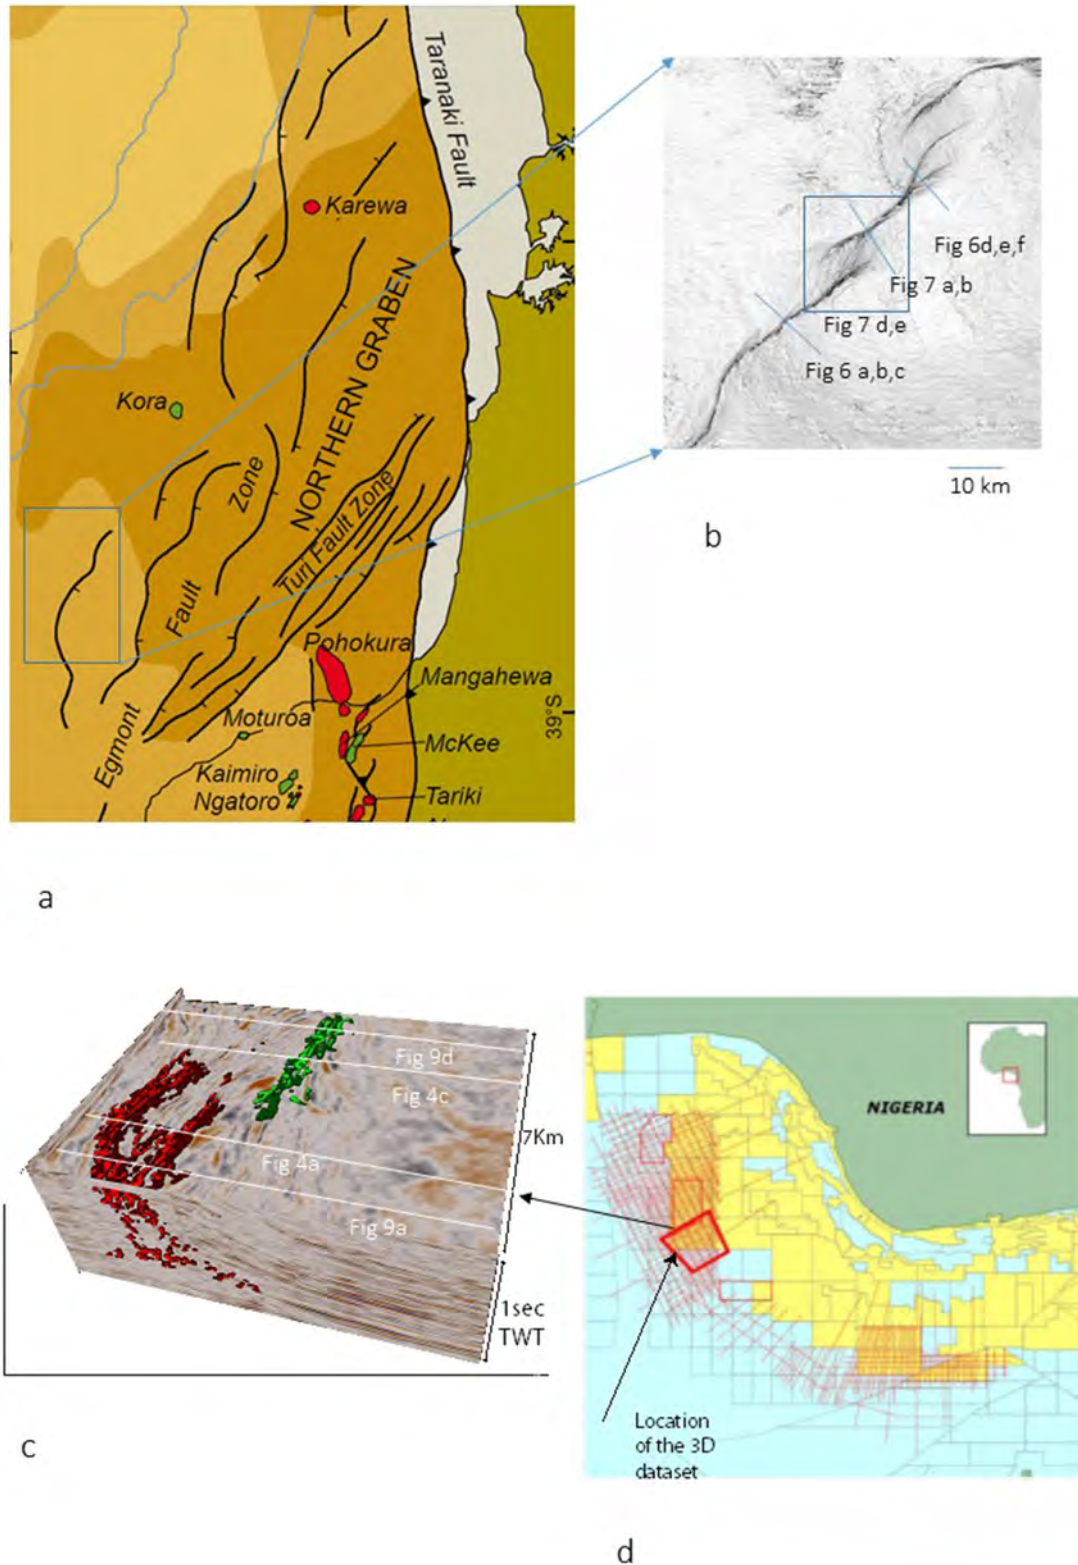 Taranaki Fault
Karewa
NORTHERN GRABEN
Kora
Zone
Turi Fault Zone
Fault
Pohokura
Mangahewa
Moturoa
McKee
39°S
Egmont
Kaimiro
Ngatoro
Tariki
a
Fig 6d,e,f
Fig 7 a,b
Fig 7 d,e
Fig 6 a,b,c
10 km
b
Fig 9d
Fig 4c
7Km
Fig 4a
Fig 9a
1sec
TWT
c
NIGERIA
Location
of the 3D
dataset
d